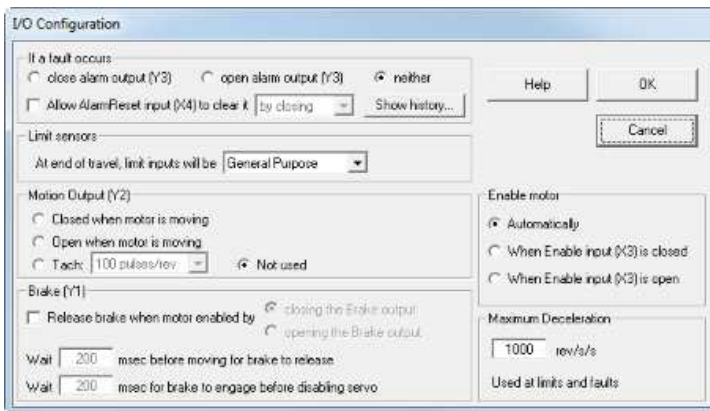 I/O Configuration
If a fault occurs
close alarm output (Y3) open alarm output (Y3) neither
Allow AlarmReset input (X4) to clear it by closing Show history...
Help OK
Cancel
Limit sensors
At end of travel, limit inputs will be General Purpose
Motion Output (Y2)
Closed when motor is moving
Open when motor is moving
Tach: 100 pulses/rev Not used
Enable motor
Automatically
When Enable input (X3) is closed
When Enable input (X3) is open
Brake (Y1)
Release brake when motor enabled by closing the Brake output
opening the Brake output
Wait 200 msec before moving for brake to release
Wait 200 msec for brake to engage before disabling servo
Maximum Deceleration
1000 rev/s/s
Used at limits and faults